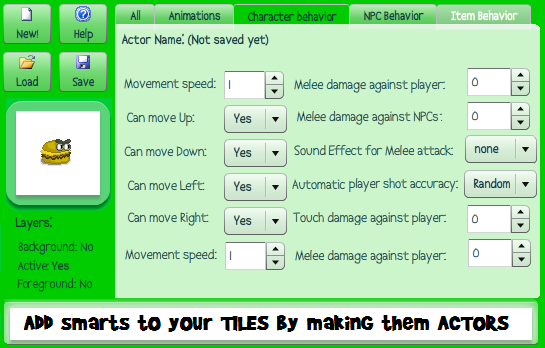 New! Help
All Animations Character behavior NPC Behavior Item Behavior
Actor Name: (Not saved yet)
Load Save
Movement speed: 1 Melee damage against player: 0
Can move Up: Yes Melee damage against NPCs: 0
Can move Down: Yes Sound Effect for Melee attack: none
Can move Left: Yes Automatic player shot accuracy: Random
Can move Right: Yes Touch damage against player: 0
Movement speed: 1 Melee damage against player: 0
Layers:
Background: No
Active: Yes
Foreground: No
ADD smarts to your TILES By making them ACTORS